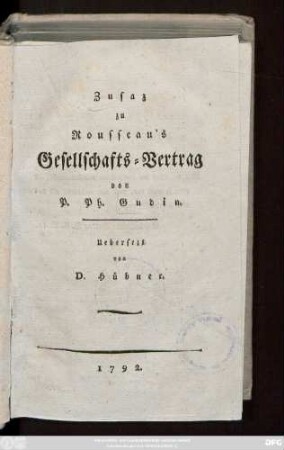 Zusaz
zu
Rousseau's
Gesellschafts-Vertrag
von
P. Ph. Gudin.
Uebersezt
von
D. Hübner.
1792.